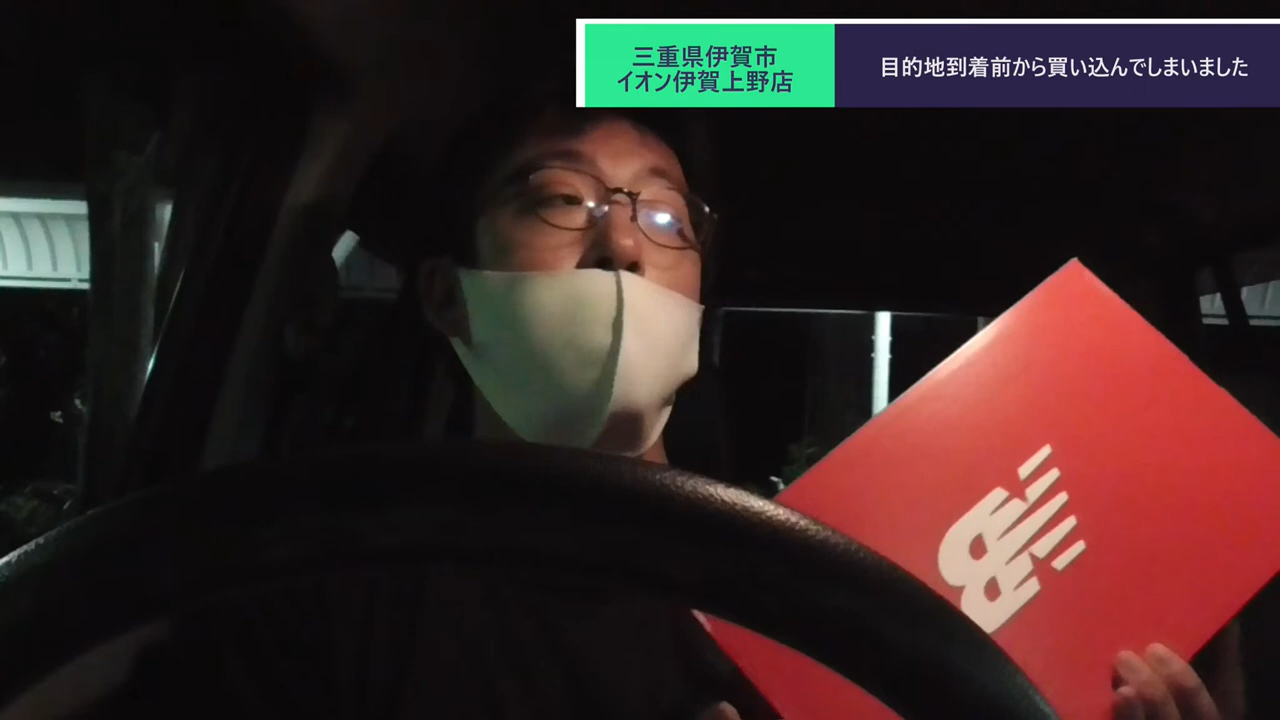 三重県伊賀市
イオン伊賀上野店
目的地到着前から買い込んでしまいました
NB